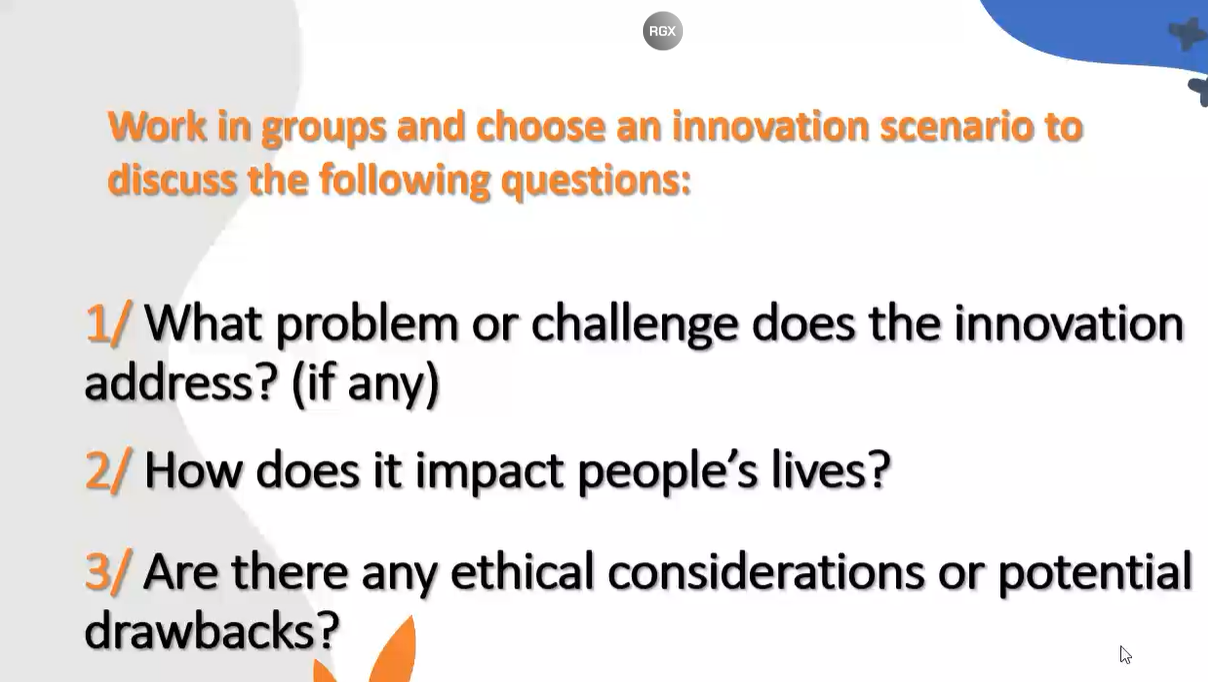 RGX
Work in groups and choose an innovation scenario to
discuss the following questions:
1/ What problem or challenge does the innovation
address? (if any)
2/ How does it impact people’s lives?
3/ Are there any ethical considerations or potential
drawbacks?